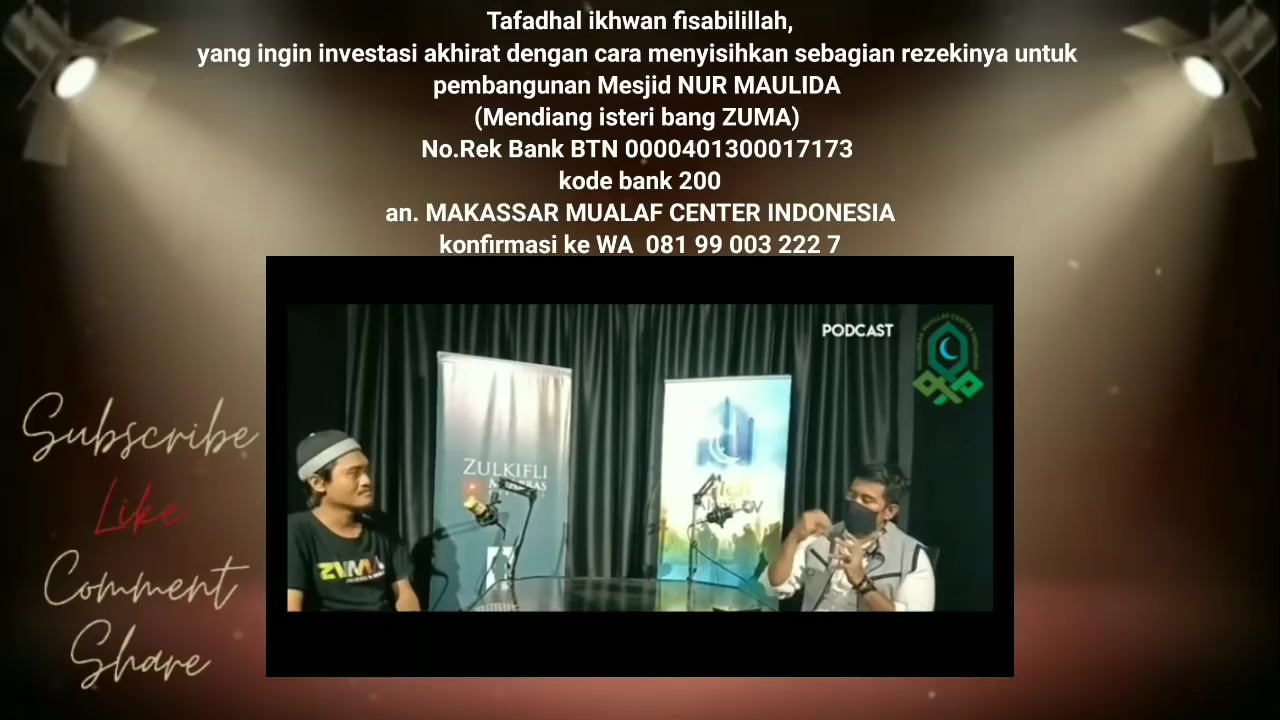 Tafadhal ikhwan fisabilillah,
yang ingin investasi akhirat dengan cara menyisihkan sebagian rezekinya untuk
pembangunan Mesjid NUR MAULIDA
(Mendiang isteri bang ZUMA)
No.Rek Bank BTN 0000401300017173
kode bank 200
an. MAKASSAR MUALAF CENTER INDONESIA
konfirmasi ke WA 081 99 003 222 7
PODCAST
ZULKIFLI
ZUMA
Subscribe
Like
Comment
Share